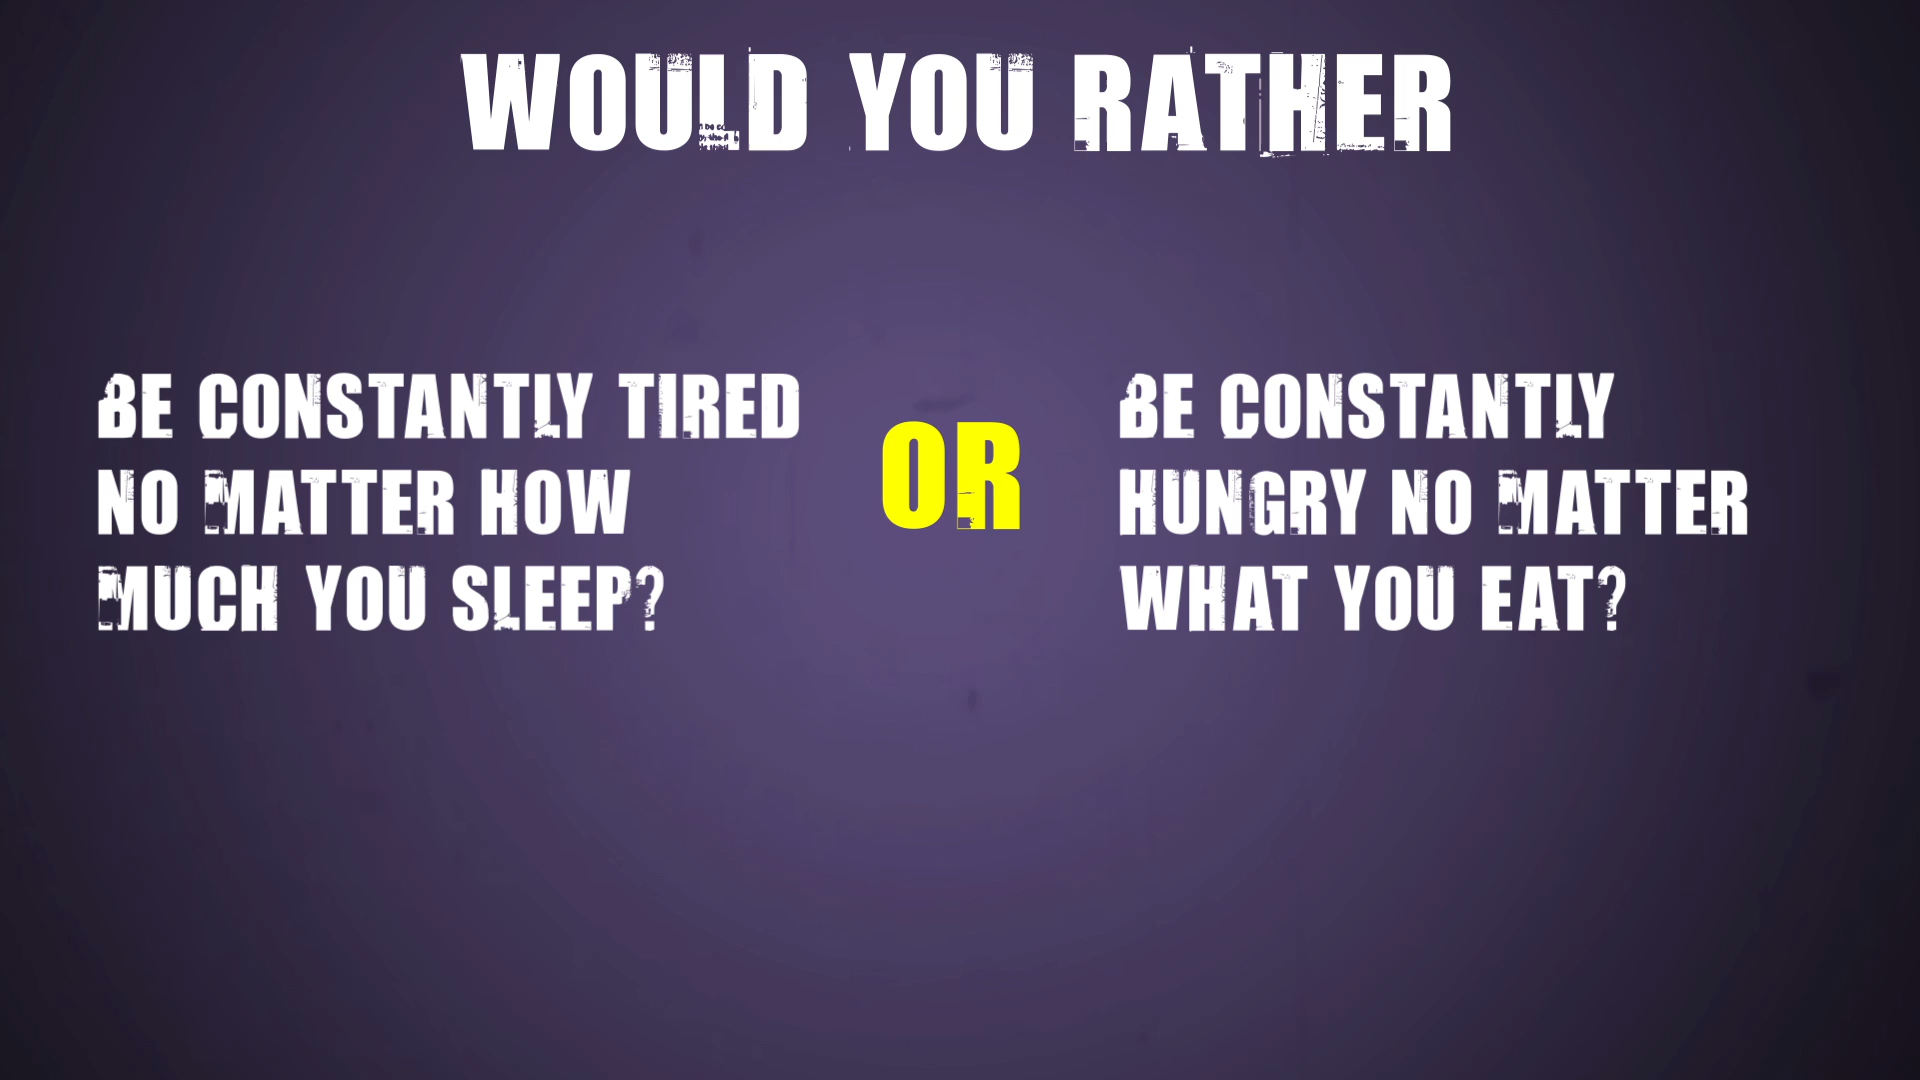 WOULD YOU RATHER
BE CONSTANTLY TIRED
NO MATTER HOW
MUCH YOU SLEEP?
OR
BE CONSTANTLY
HUNGRY NO MATTER
WHAT YOU EAT?